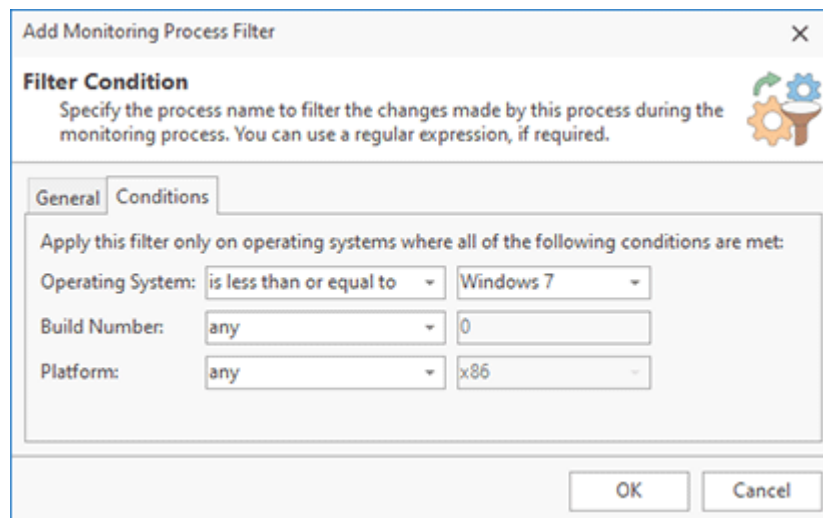 Add Monitoring Process Filter
Filter Condition
Specify the process name to filter the changes made by this process during the
monitoring process. You can use a regular expression, if required.
General Conditions
Apply this filter only on operating systems where all of the following conditions are met:
Operating System: is less than or equal to Windows 7
Build Number: any 0
Platform: any x86
OK Cancel